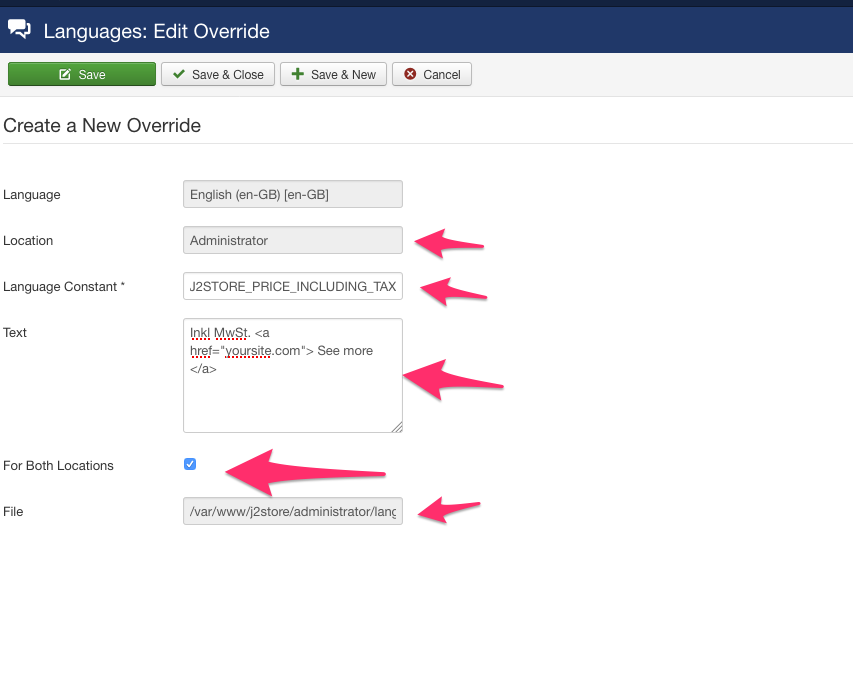 Languages: Edit Override
Save
Save & Close
Save & New
Cancel
Create a New Override
Language
English (en-GB) [en-GB]
Location
Administrator
Language Constant *
J2STORE_PRICE_INCLUDING_TAX
Text
Inkl MwSt. <a
href="yoursite.com"> See more
</a>
For Both Locations
File
/var/www/j2store/administrator/lang